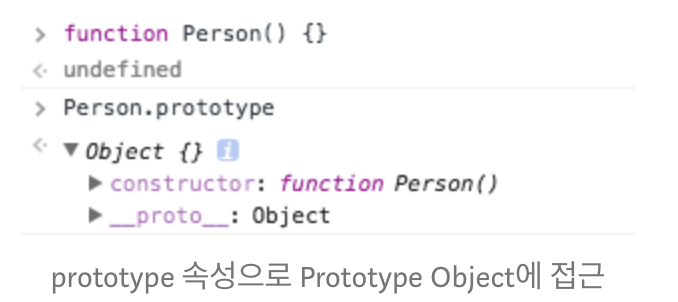 > function Person() {}
< undefined
> Person.prototype
< ▼ Object {} i
▶ constructor: function Person()
▶ __proto__: Object
prototype 속성으로 Prototype Object에 접근